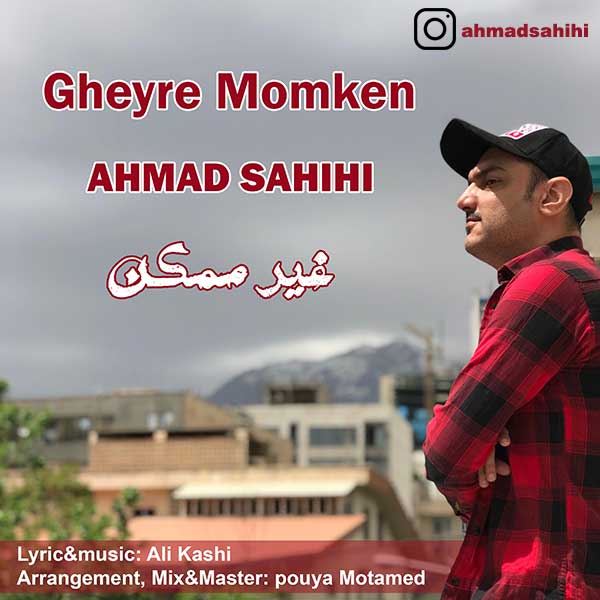 ahmadsahihi
Gheyre Momken
AHMAD SAHIHI
غیر ممکن
Lyric&music: Ali Kashi
Arrangement, Mix&Master: pouya Motamed